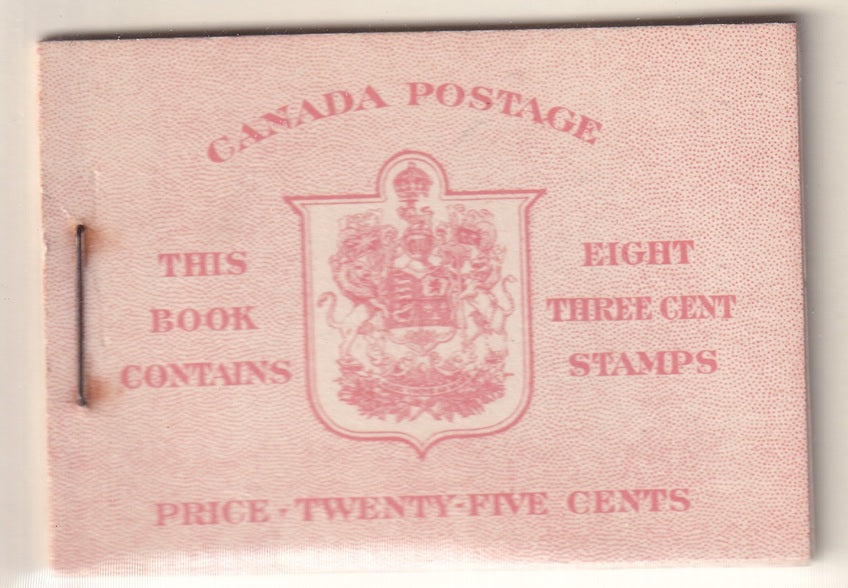 CANADA POSTAGE
THIS
BOOK
CONTAINS
EIGHT
THREE CENT
STAMPS
PRICE · TWENTY-FIVE CENTS